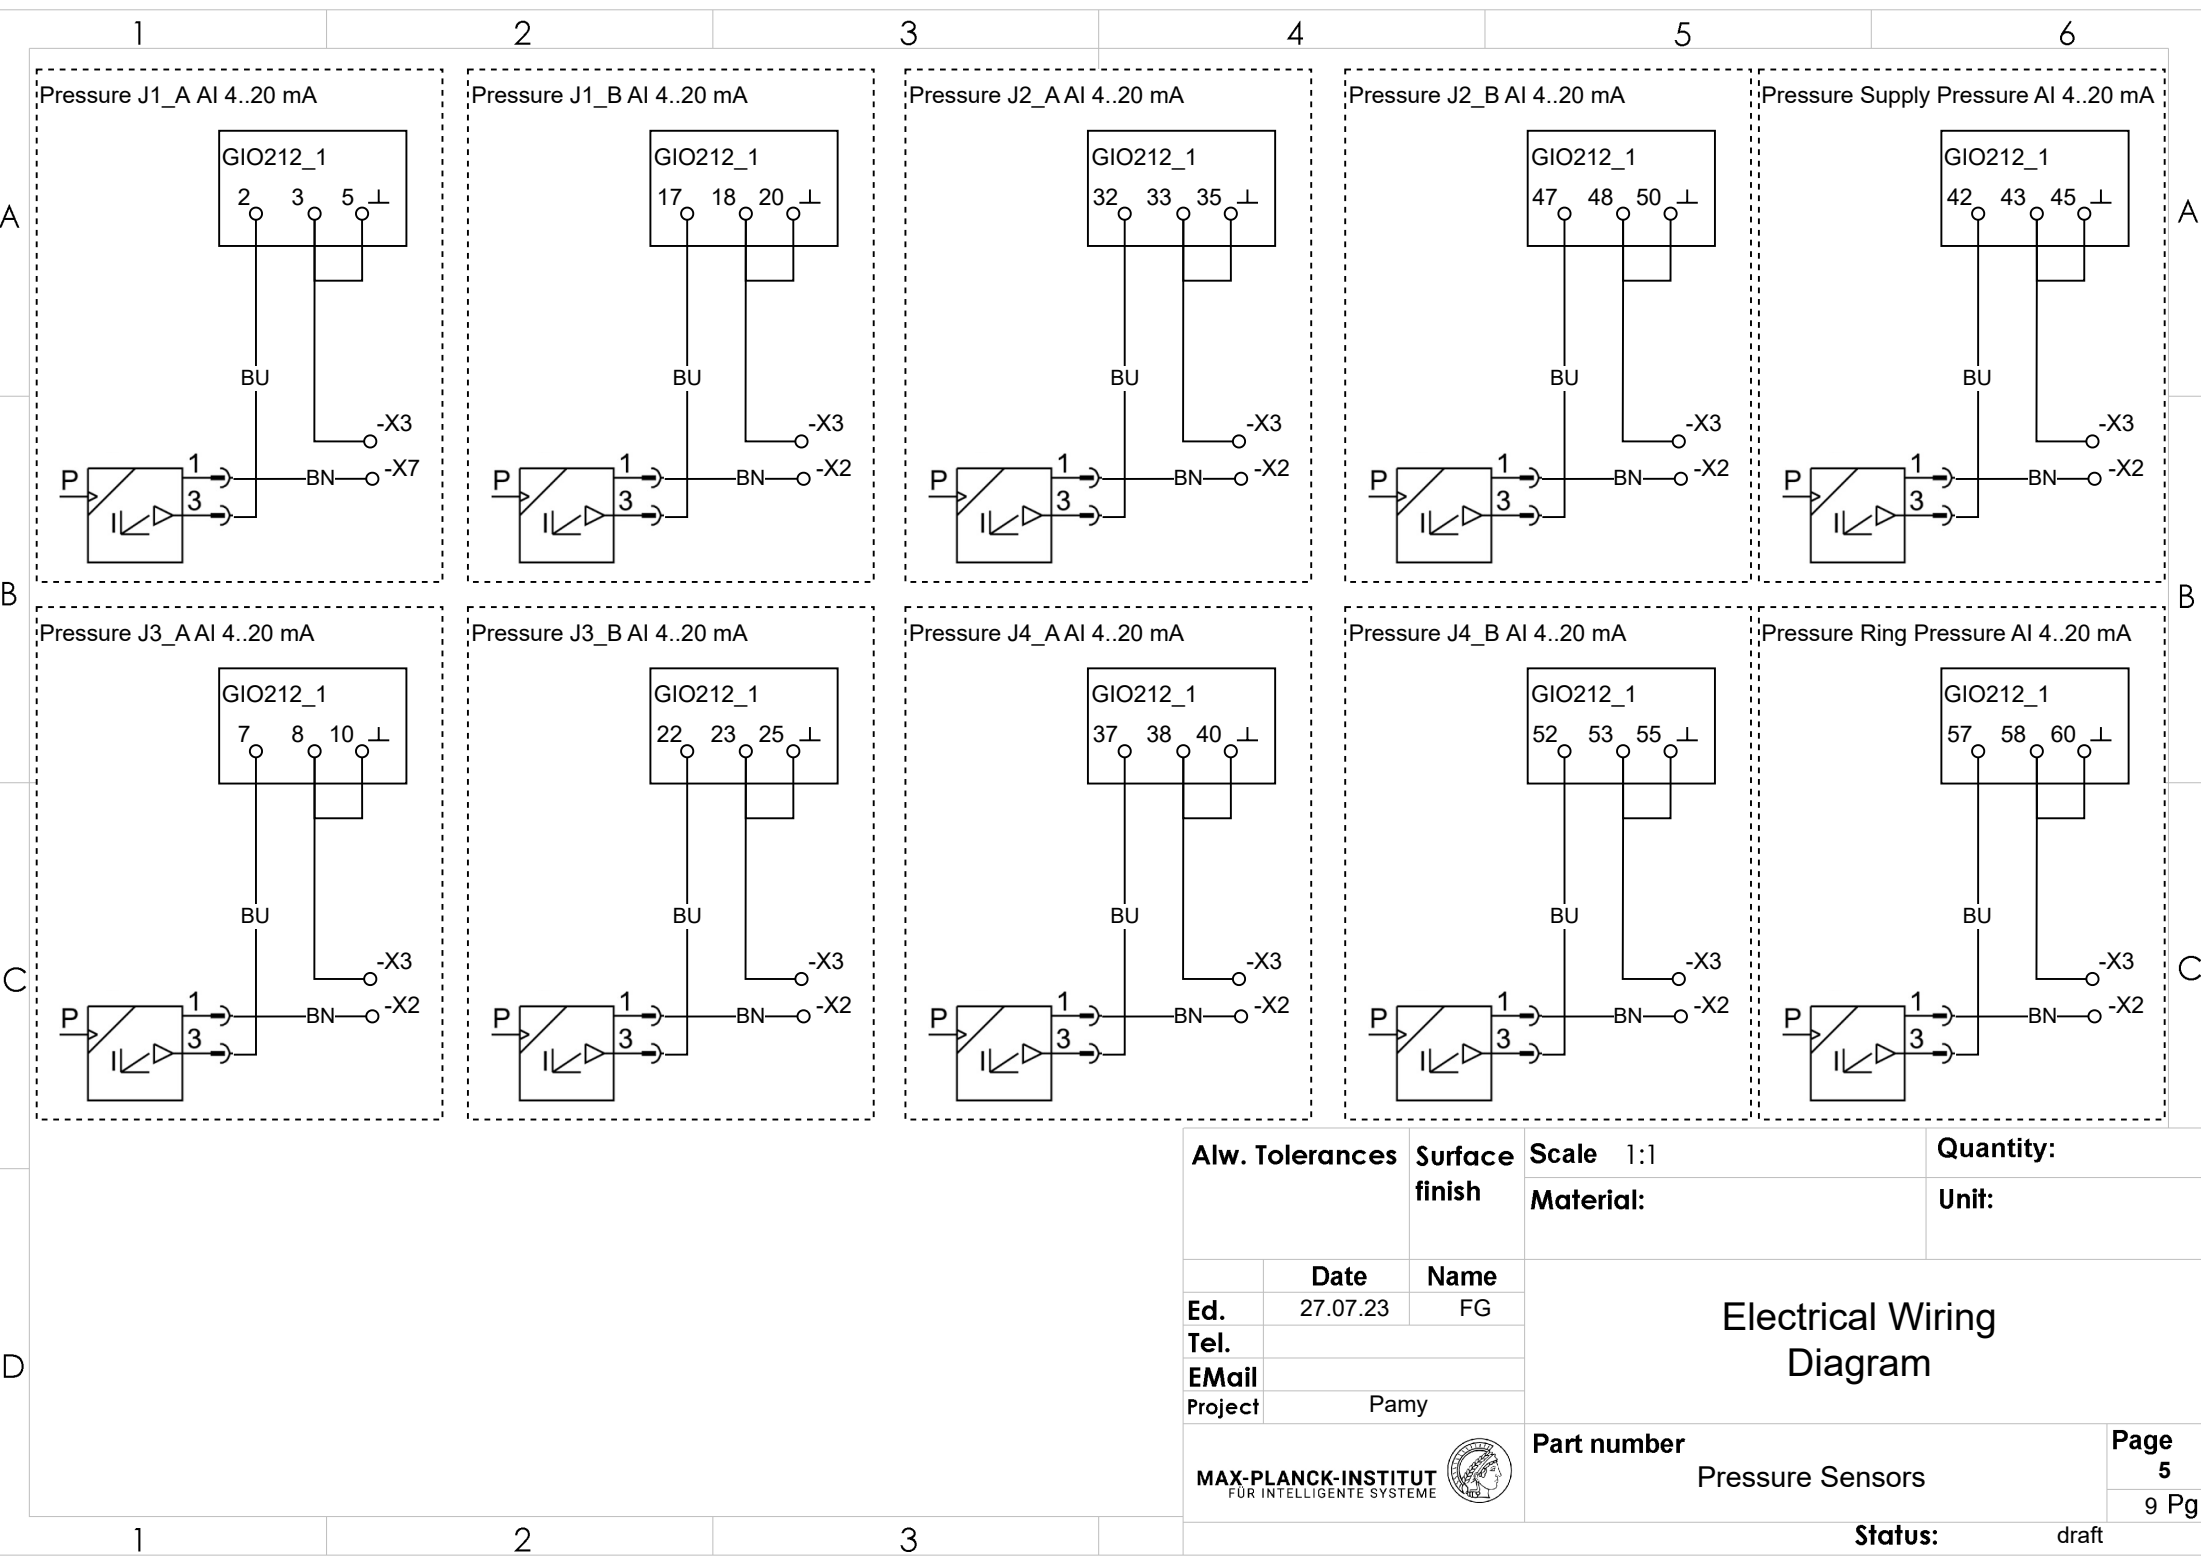 1 2 3 4 5 6
A A
B B
C C
D
Pressure J1_A AI 4..20 mA
GIO212_1
2 3 5
BU
-X3
P 1 BN -X7
3
Pressure J1_B AI 4..20 mA
GIO212_1
17 18 20
BU
-X3
P 1 BN -X2
3
Pressure J2_A AI 4..20 mA
GIO212_1
32 33 35
BU
-X3
P 1 BN -X2
3
Pressure J2_B AI 4..20 mA
GIO212_1
47 48 50
BU
-X3
P 1 BN -X2
3
Pressure Supply Pressure AI 4..20 mA
GIO212_1
42 43 45
BU
-X3
P 1 BN -X2
3
Pressure J3_A AI 4..20 mA
GIO212_1
7 8 10
BU
-X3
P 1 BN -X2
3
Pressure J3_B AI 4..20 mA
GIO212_1
22 23 25
BU
-X3
P 1 BN -X2
3
Pressure J4_A AI 4..20 mA
GIO212_1
37 38 40
BU
-X3
P 1 BN -X2
3
Pressure J4_B AI 4..20 mA
GIO212_1
52 53 55
BU
-X3
P 1 BN -X2
3
Pressure Ring Pressure AI 4..20 mA
GIO212_1
57 58 60
BU
-X3
P 1 BN -X2
3
Alw. Tolerances
Surface
finish
Scale 1:1
Quantity:
Material:
Unit:
Date Name
Ed. 27.07.23 FG
Tel.
EMail
Project Pamy
Electrical Wiring
Diagram
MAX-PLANCK-INSTITUT
FÜR INTELLIGENTE SYSTEME
Part number
Pressure Sensors
Page
5
9 Pg
Status: draft
1 2 3